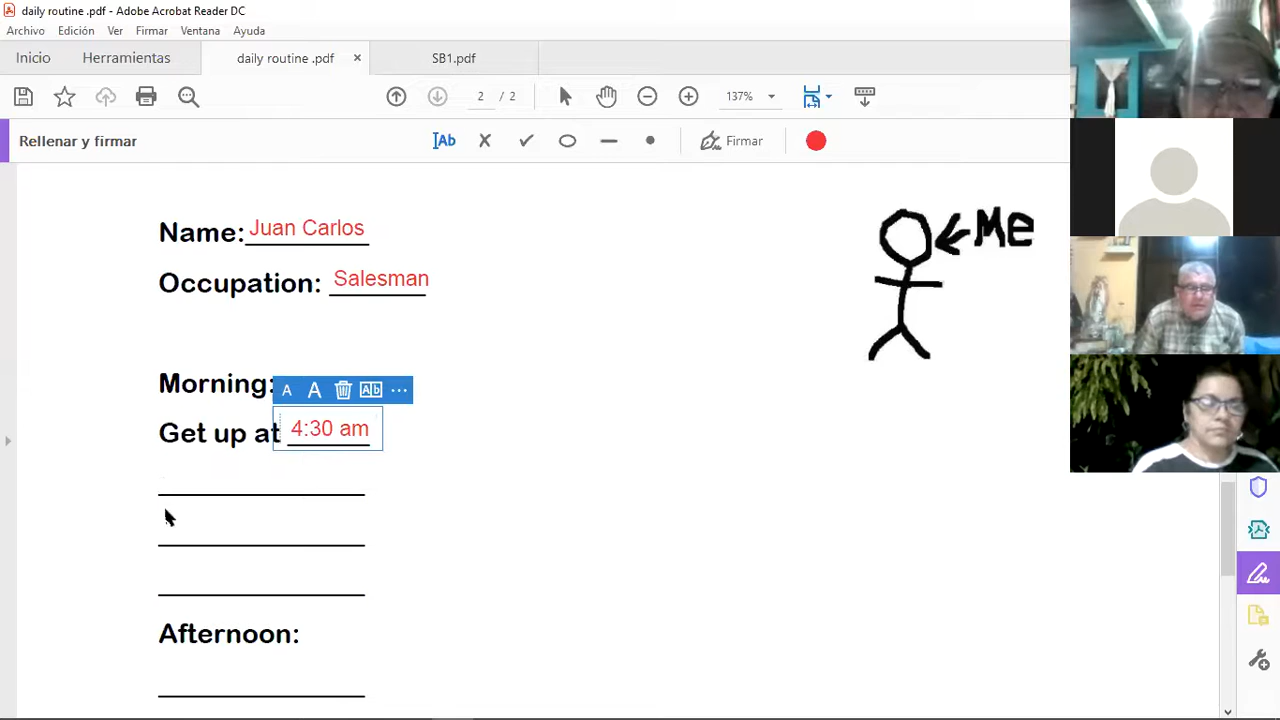 daily routine .pdf - Adobe Acrobat Reader DC
Archivo Edición Ver Firmar Ventana Ayuda
Inicio Herramientas daily routine .pdf × SB1.pdf
2 / 2 137%
Rellenar y firmar Ab Firmar
Name: Juan Carlos
ME
Occupation: Salesman
Morning:
A A Ab ...
Get up at 4:30 am
Afternoon: